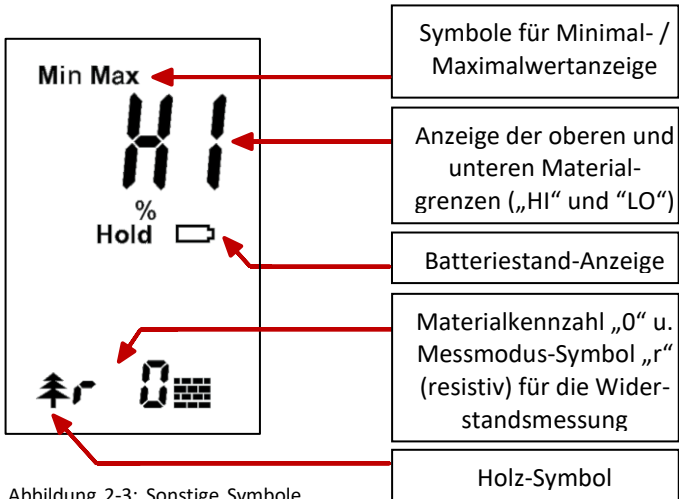 Symbole für Minimal- /
Maximalwertanzeige
Min Max
HI
Anzeige der oberen und
unteren Material-
grenzen („HI“ und “LO”)
%
Hold
Batteriestand-Anzeige
Materialkennzahl „0“ u.
Messmodus-Symbol „r“
(resistiv) für die Wider-
standsmessung
r 0
Holz-Symbol
Abbildung 2-3: Sonstige Symbole